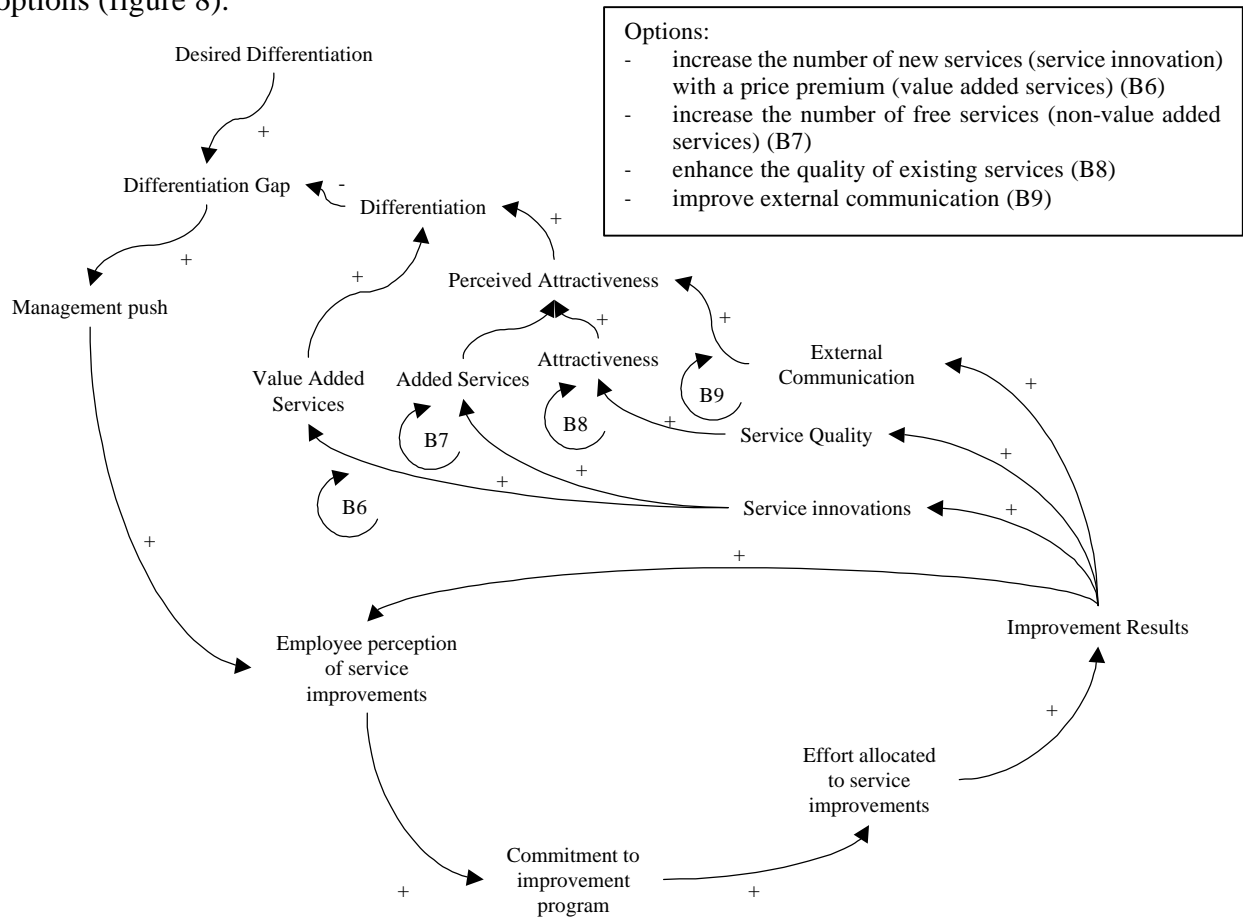 options (figure 8).
Options:
- increase the number of new services (service innovation)
with a price premium (value added services) (B6)
- increase the number of free services (non-value added
services) (B7)
- enhance the quality of existing services (B8)
- improve external communication (B9)
Desired Differentiation
+
Differentiation Gap
-
Differentiation
+
+
+
Perceived Attractiveness
Management push
+
+
Value Added
Services
Added Services
Attractiveness
External
Communication
B9
+
B7
B8
+
Service Quality
+
+
+
B6
Service innovations
+
+
+
Employee perception
of service
improvements
Improvement Results
+
Effort allocated
to service
improvements
Commitment to
improvement
program
+
+